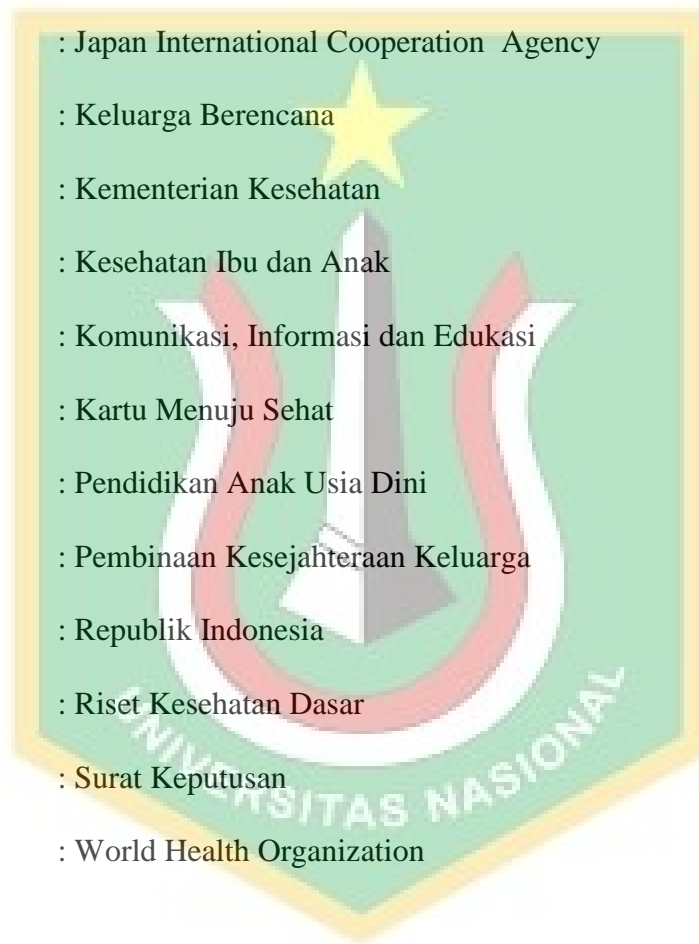 : Japan International Cooperation Agency
: Keluarga Berencana
: Kementerian Kesehatan
: Kesehatan Ibu dan Anak
: Komunikasi, Informasi dan Edukasi
: Kartu Menuju Sehat
: Pendidikan Anak Usia Dini
: Pembinaan Kesejahteraan Keluarga
: Republik Indonesia
: Riset Kesehatan Dasar
: Surat Keputusan
: World Health Organization
UNIVERSITAS NASIONAL